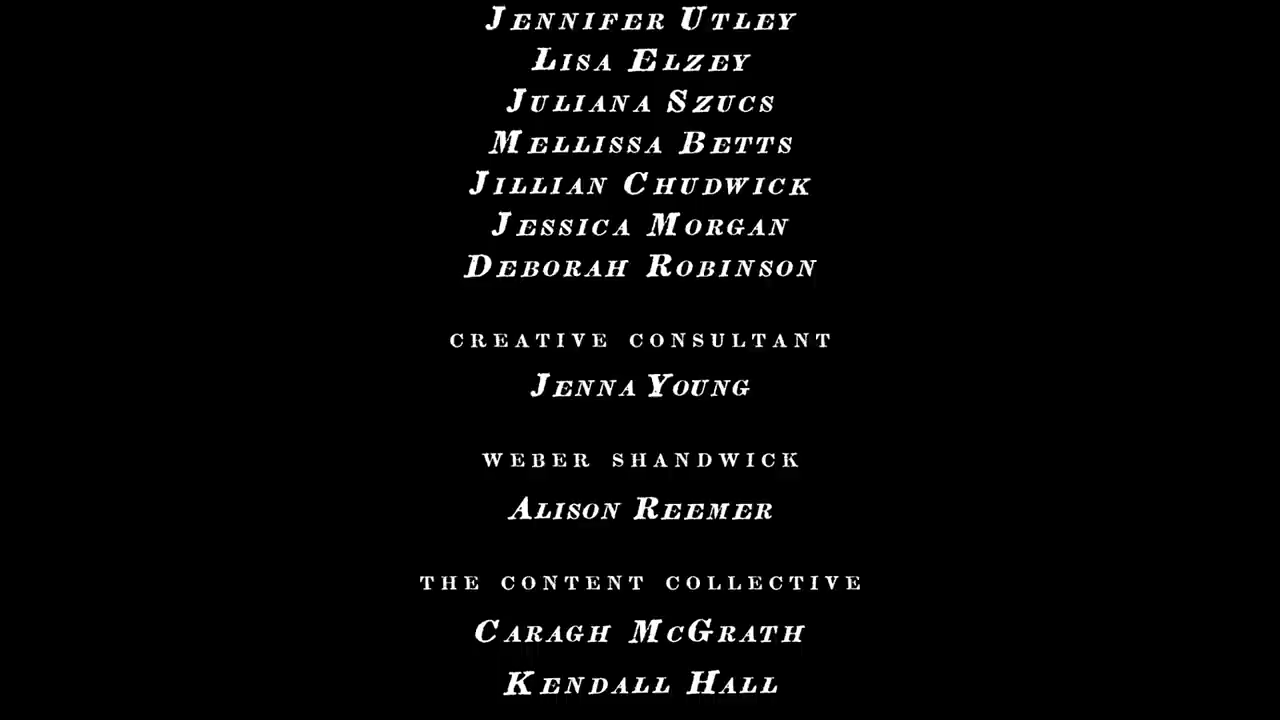 Jennifer Utley
Lisa Elzey
Juliana Szucs
Mellissa Betts
Jillian Chudwick
Jessica Morgan
Deborah Robinson
CREATIVE CONSULTANT
Jenna Young
WEBER SHANDWICK
Alison Reemer
THE CONTENT COLLECTIVE
Caragh McGrath
Kendall Hall